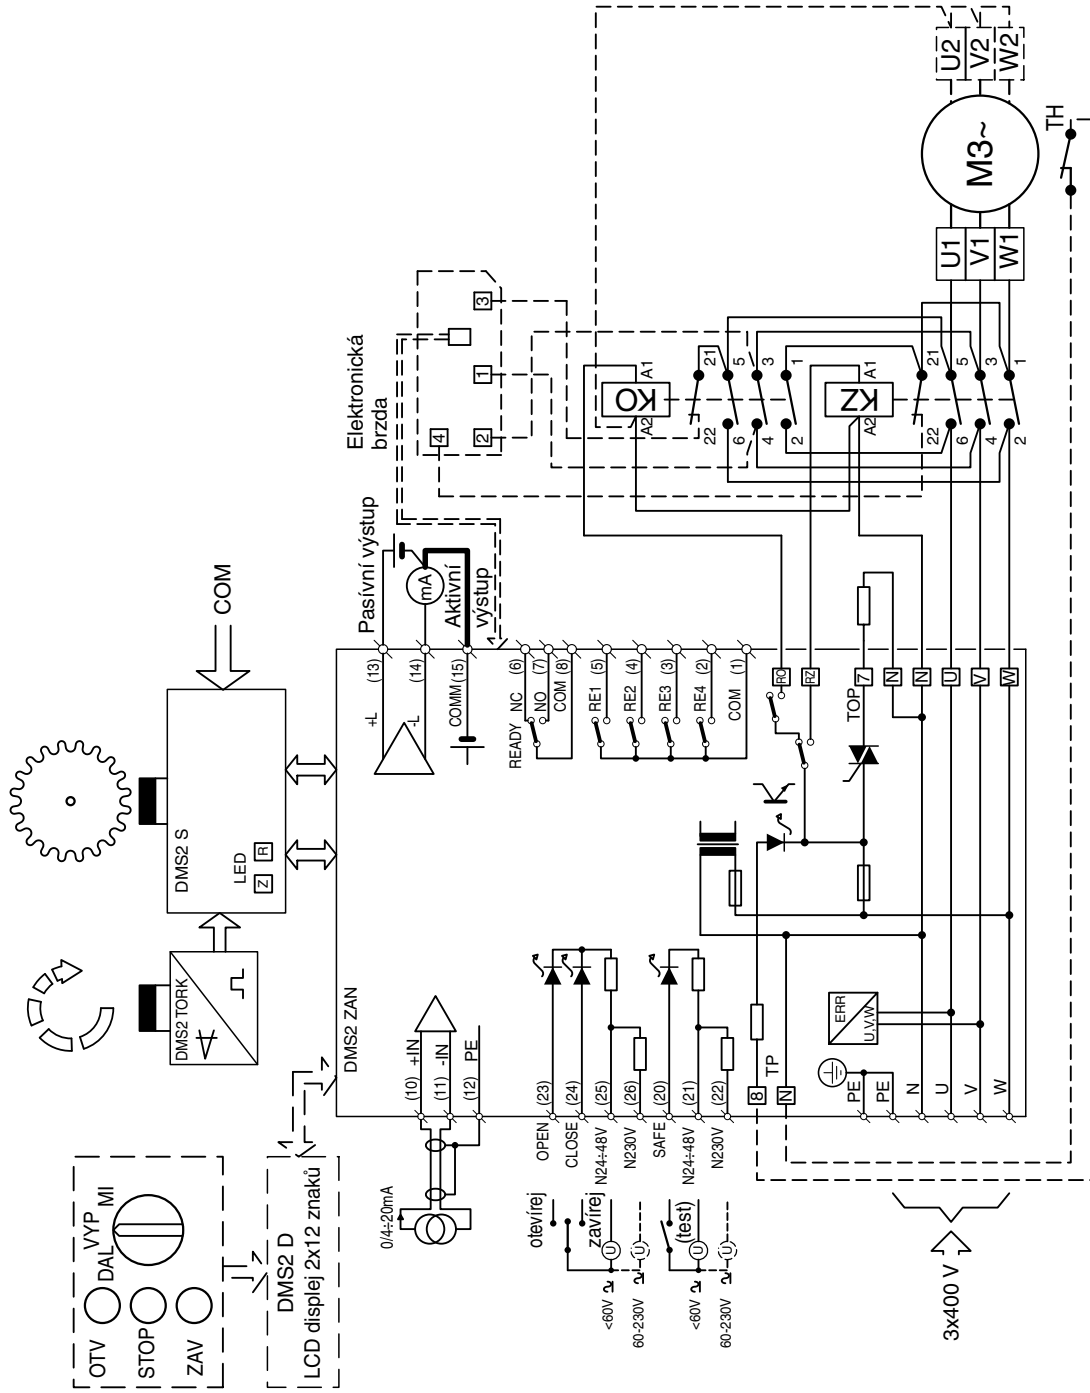 COM
DMS2 S
LED
Z
R
DMS2 TORK
DMS2 ZAN
OTV
STOP
ZAV
DAL
VYP
MI
DMS2 D
LCD displej 2x12 znaků
0/4÷20mA
(10) +IN
(11) -IN
(12) PE
OPEN (23)
CLOSE (24)
N24÷48V (25)
N230V (26)
SAFE (20)
N24÷48V (21)
N230V (22)
otevírej
zavírej
U
<60V
U
60-230V
(test)
U
<60V
U
60-230V
8
TP
N
ERR
U,V,W
PE
PE
N
U
V
W
3x400 V
Pasívní výstup
+L (13)
-L (14)
COMM (15)
mA
Aktivní
výstup
READY
NC (6)
NO (7)
COM (8)
RE1 (5)
RE2 (4)
RE3 (3)
RE4 (2)
COM (1)
RO
RZ
TOP
7
N
N
U
V
W
Elektronická
brzda
4
2
1
3
KO
A1
A2
21
5
3
1
22
6
4
2
KZ
A1
A2
21
5
3
1
22
6
4
2
U1
V1
W1
M3~
U2
V2
W2
TH